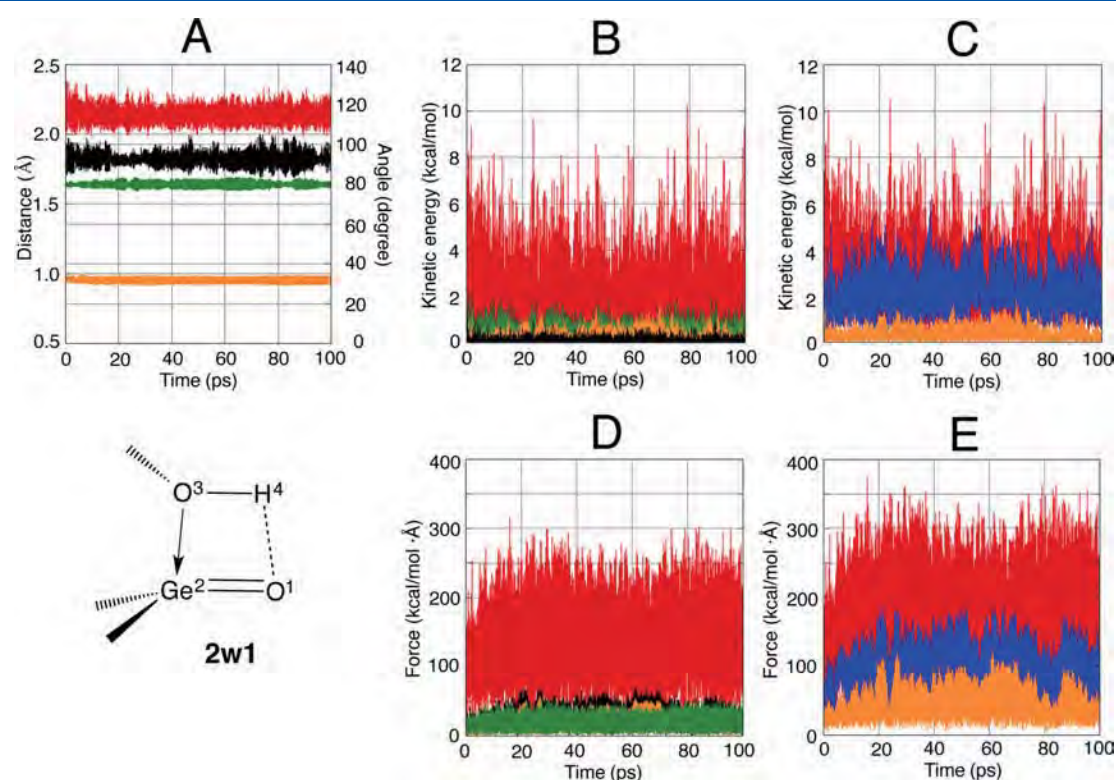 A
2.5
2.0
1.5
1.0
0.5
Distance (Å)
140
120
100
80
60
40
20
0
Angle (degree)
0 20 40 60 80 100
Time (ps)
B
12
10
8
6
4
2
0
Kinetic energy (kcal/mol)
0 20 40 60 80 100
Time (ps)
C
12
10
8
6
4
2
0
Kinetic energy (kcal/mol)
0 20 40 60 80 100
Time (ps)
O³ H⁴
Ge² O¹
2w1
D
400
300
200
100
0
Force (kcal/mol ·Å)
0 20 40 60 80 100
Time (ps)
E
400
300
200
100
0
Force (kcal/mol ·Å)
0 20 40 60 80 100
Time (ps)